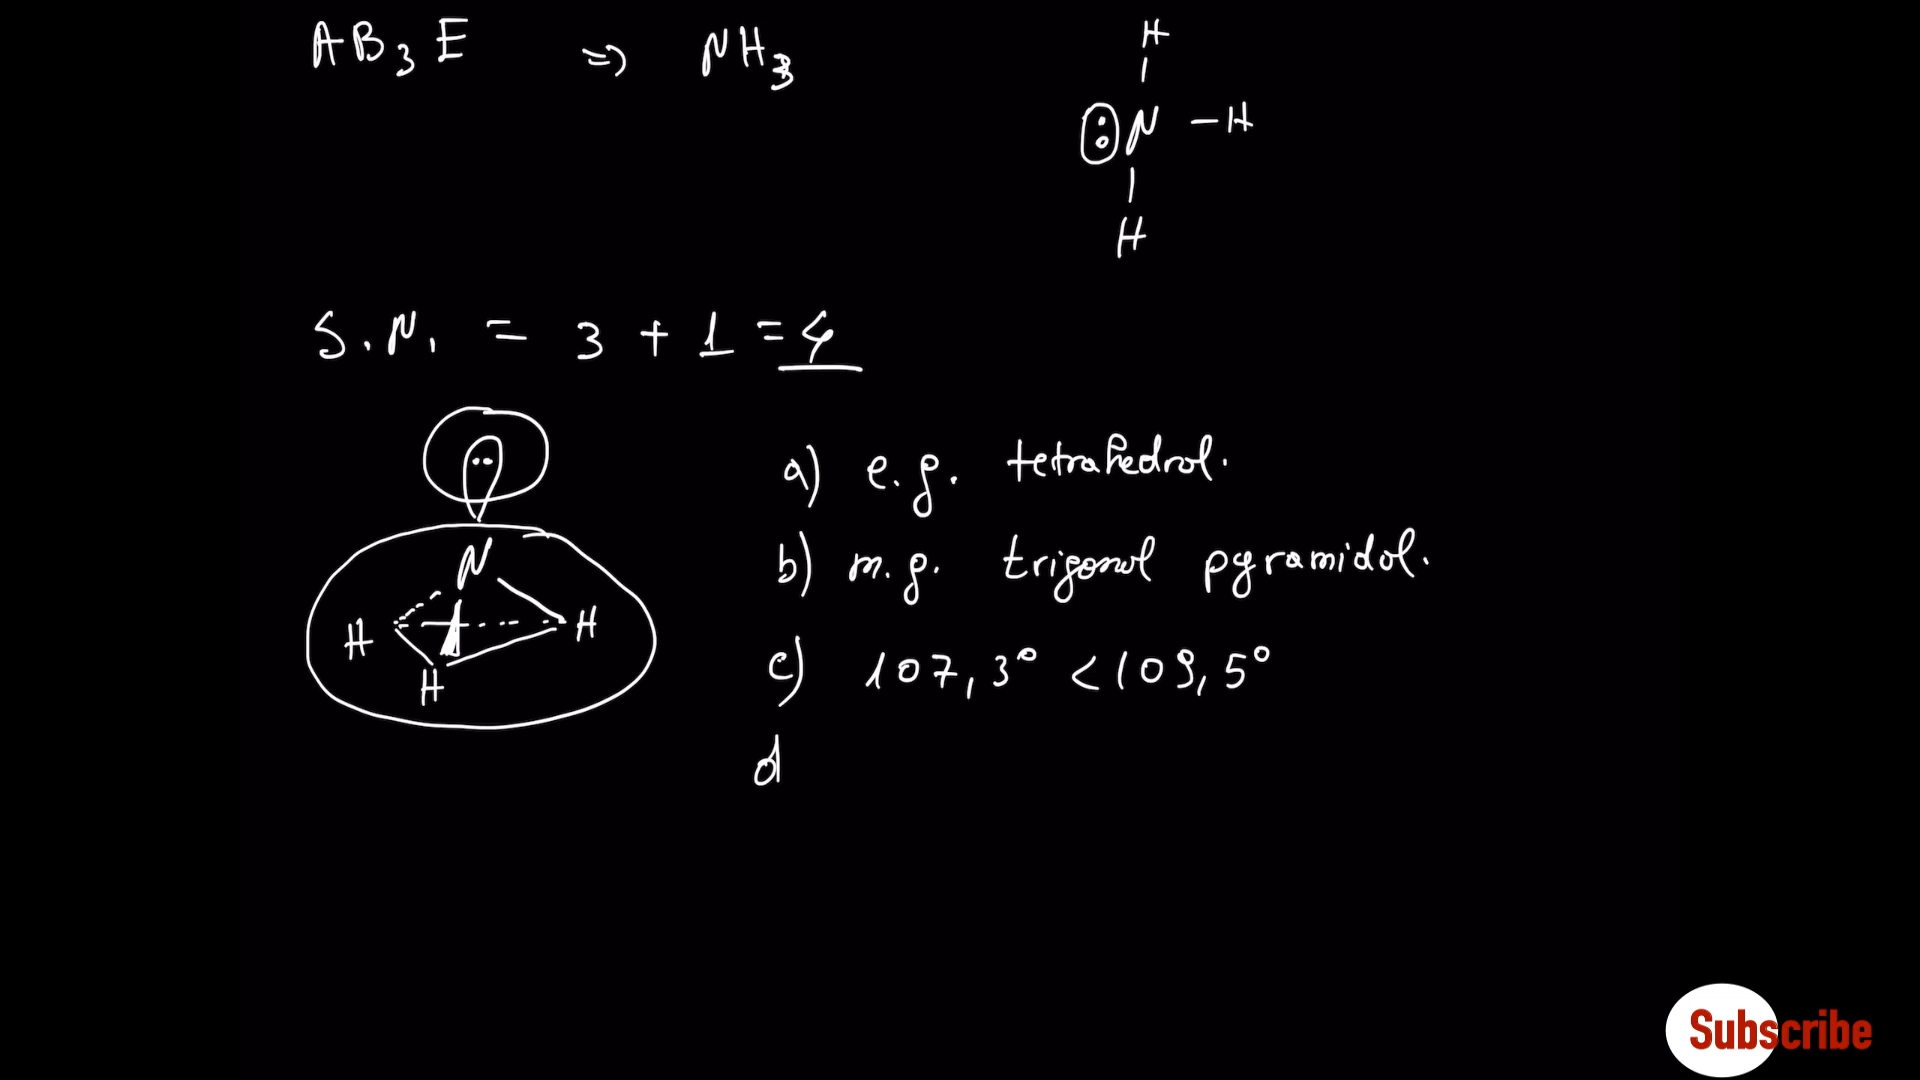 AB₃E ⇒ NH₃
H
|
:N - H
|
H
S.N. = 3 + 1 = 4
..
N
H H
H
a) e.g. tetrahedral.
b) m.g. trigonal pyramidal.
c) 107,3° < 109,5°
d
Subscribe